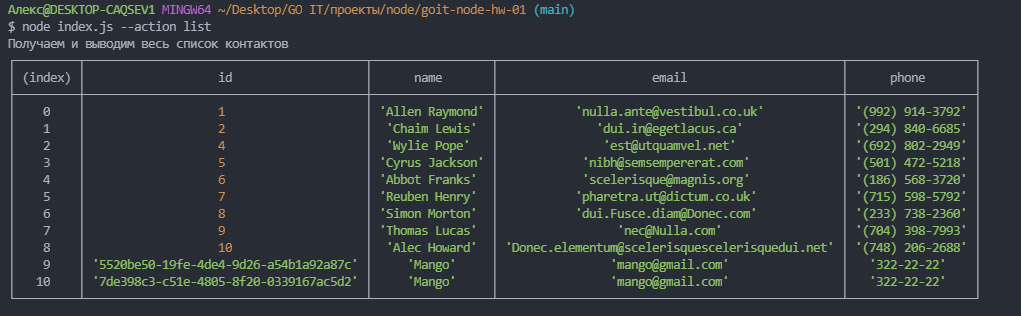 Алекс@DESKTOP-CAQSEV1 MINGW64 ~/Desktop/GO IT/проекты/node/goit-node-hw-01 (main)
$ node index.js --action list
Получаем и выводим весь список контактов
(index) id name email phone
0 1 'Allen Raymond' 'nulla.ante@vestibul.co.uk' '(992) 914-3792'
1 2 'Chaim Lewis' 'dui.in@egetlacus.ca' '(294) 840-6685'
2 4 'Wylie Pope' 'est@utquamvel.net' '(692) 802-2949'
3 5 'Cyrus Jackson' 'nibh@semsempererat.com' '(501) 472-5218'
4 6 'Abbot Franks' 'scelerisque@magnis.org' '(186) 568-3720'
5 7 'Reuben Henry' 'pharetra.ut@dictum.co.uk' '(715) 598-5792'
6 8 'Simon Morton' 'dui.Fusce.diam@Donec.com' '(233) 738-2360'
7 9 'Thomas Lucas' 'nec@Nulla.com' '(704) 398-7993'
8 10 'Alec Howard' 'Donec.elementum@scelerisquescelerisquedui.net' '(748) 206-2688'
9 '5520be50-19fe-4de4-9d26-a54b1a92a87c' 'Mango' 'mango@gmail.com' '322-22-22'
10 '7de398c3-c51e-4805-8f20-0339167ac5d2' 'Mango' 'mango@gmail.com' '322-22-22'